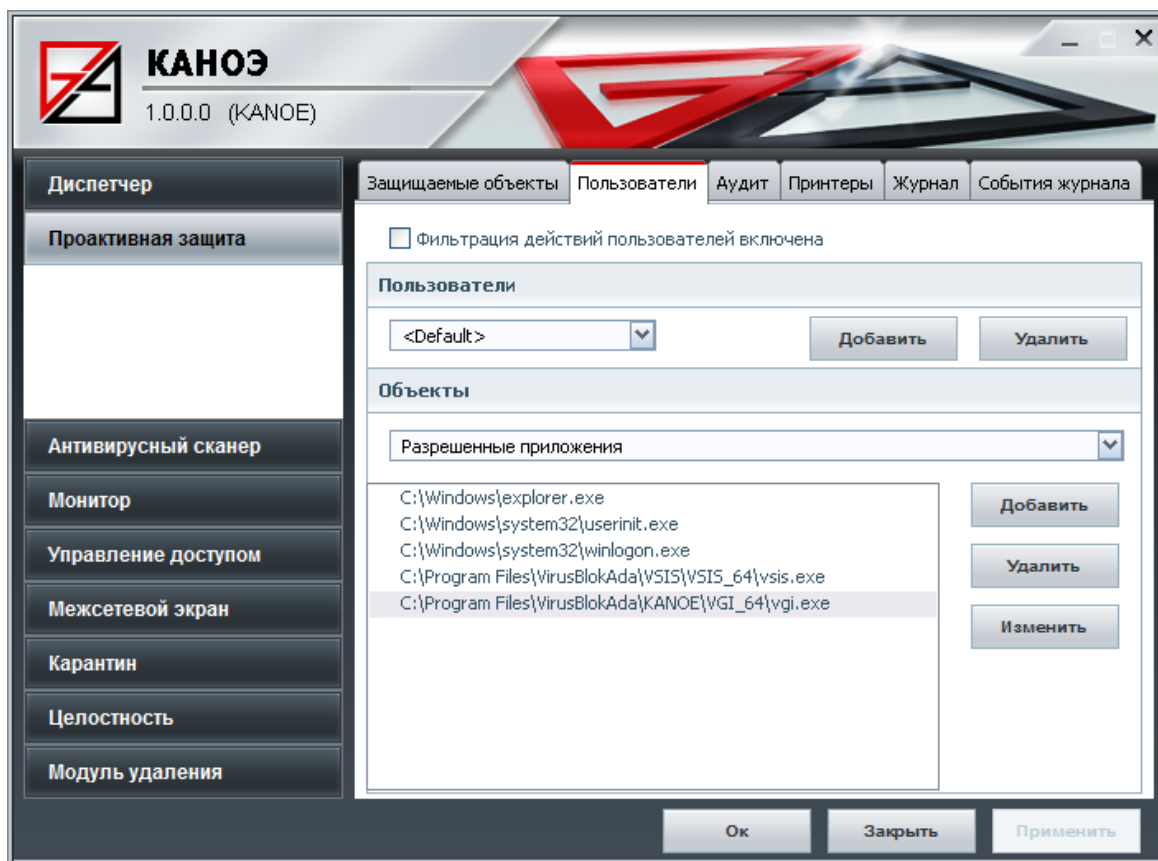 КАНОЭ
1.0.0.0 (KANOE)
Диспетчер
Проактивная защита
Антивирусный сканер
Монитор
Управление доступом
Межсетевой экран
Карантин
Целостность
Модуль удаления
Защищаемые объекты Пользователи Аудит Принтеры Журнал События журнала
Фильтрация действий пользователей включена
Пользователи
<Default> Добавить Удалить
Объекты
Разрешенные приложения
C:\Windows\explorer.exe
C:\Windows\system32\userinit.exe
C:\Windows\system32\winlogon.exe
C:\Program Files\VirusBlokAda\VSIS\VSIS_64\vsis.exe
C:\Program Files\VirusBlokAda\KANOE\VGI_64\vgi.exe
Добавить
Удалить
Изменить
Ок Закрыть Применить